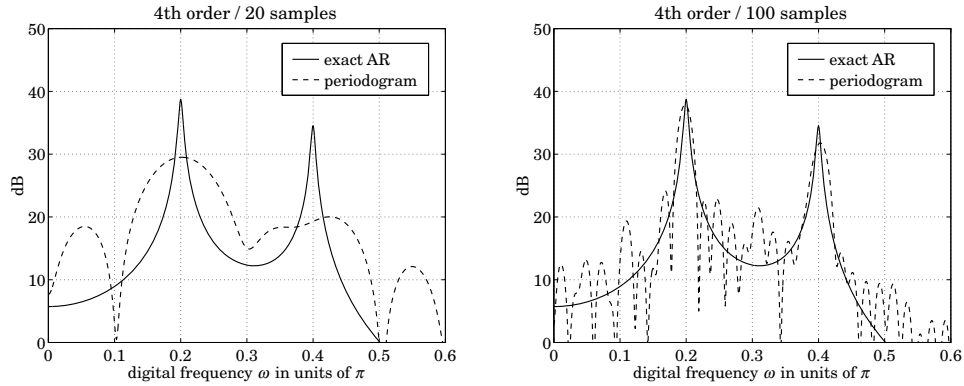 4th order / 20 samples
50
40
30
20
10
0
dB
exact AR
periodogram
0 0.1 0.2 0.3 0.4 0.5 0.6
digital frequency ω in units of π
4th order / 100 samples
50
40
30
20
10
0
dB
exact AR
periodogram
0 0.1 0.2 0.3 0.4 0.5 0.6
digital frequency ω in units of π